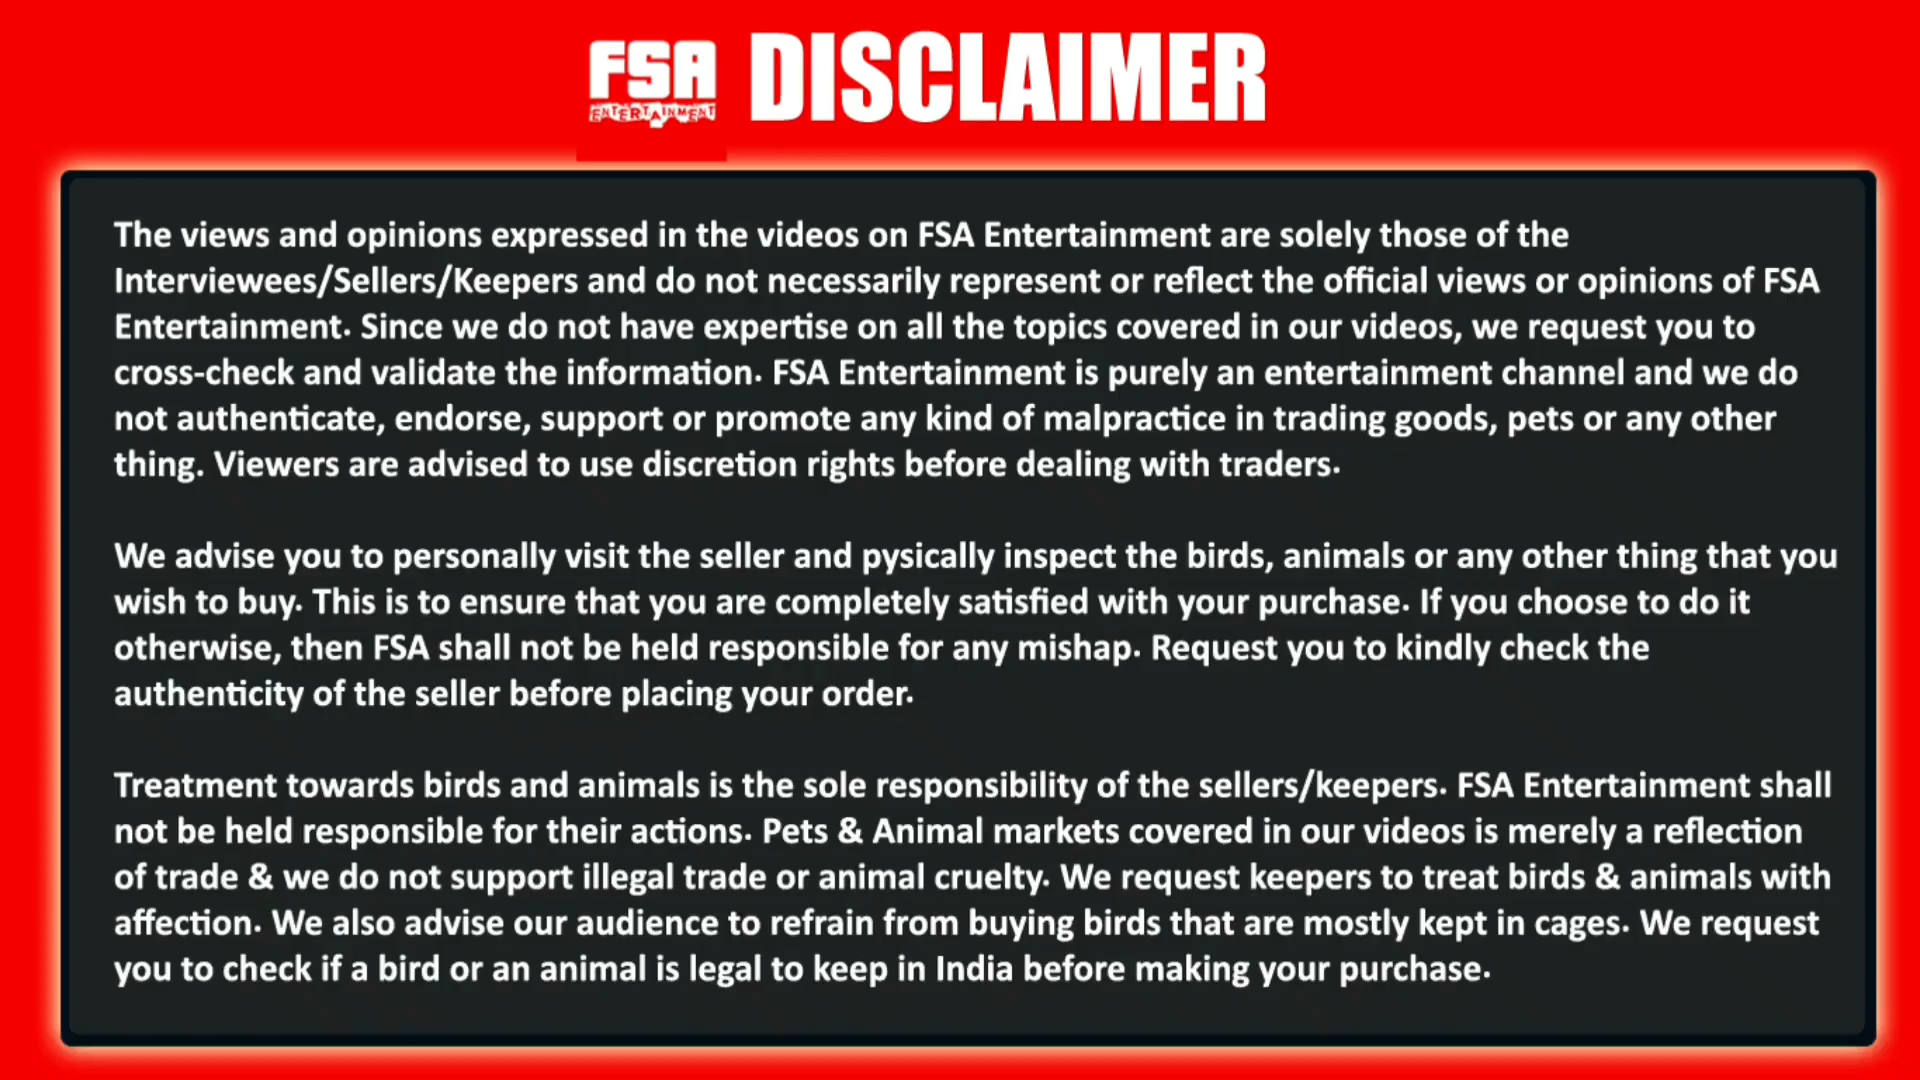 FSA DISCLAIMER
ENTERTAINMENT
The views and opinions expressed in the videos on FSA Entertainment are solely those of the
Interviewees/Sellers/Keepers and do not necessarily represent or reflect the official views or opinions of FSA
Entertainment. Since we do not have expertise on all the topics covered in our videos, we request you to
cross-check and validate the information. FSA Entertainment is purely an entertainment channel and we do
not authenticate, endorse, support or promote any kind of malpractice in trading goods, pets or any other
thing. Viewers are advised to use discretion rights before dealing with traders.
We advise you to personally visit the seller and pysically inspect the birds, animals or any other thing that you
wish to buy. This is to ensure that you are completely satisfied with your purchase. If you choose to do it
otherwise, then FSA shall not be held responsible for any mishap. Request you to kindly check the
authenticity of the seller before placing your order.
Treatment towards birds and animals is the sole responsibility of the sellers/keepers. FSA Entertainment shall
not be held responsible for their actions. Pets & Animal markets covered in our videos is merely a reflection
of trade & we do not support illegal trade or animal cruelty. We request keepers to treat birds & animals with
affection. We also advise our audience to refrain from buying birds that are mostly kept in cages. We request
you to check if a bird or an animal is legal to keep in India before making your purchase.